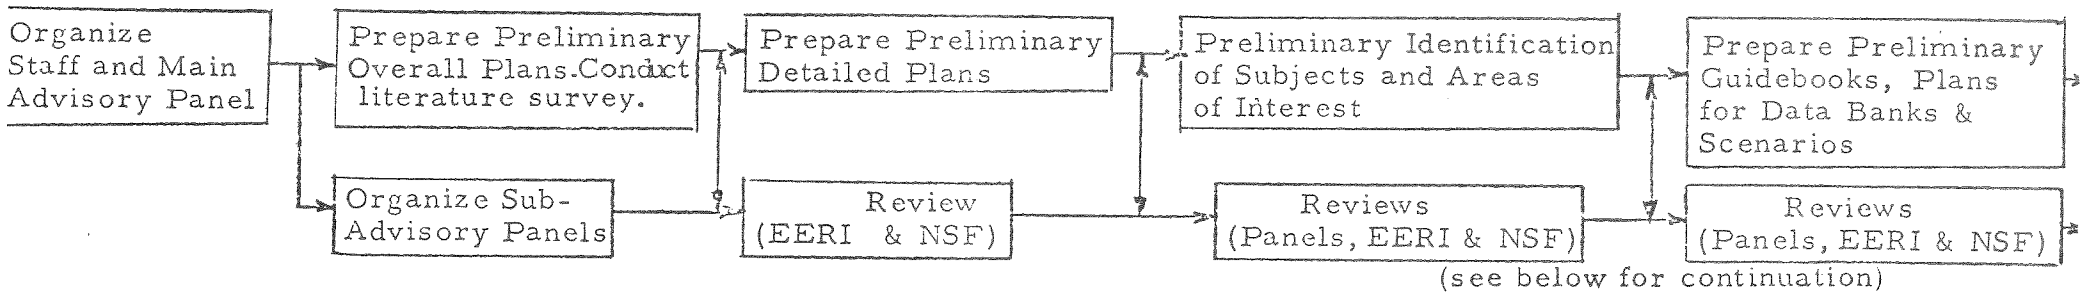 Organize
Staff and Main
Advisory Panel
Prepare Preliminary
Overall Plans.Conduct
literature survey.
Prepare Preliminary
Detailed Plans
Preliminary Identification
of Subjects and Areas
of Interest
Prepare Preliminary
Guidebooks, Plans
for Data Banks &
Scenarios
Organize Sub-
Advisory Panels
Review
(EERI & NSF)
Reviews
(Panels, EERI & NSF)
Reviews
(Panels, EERI & NSF)
(see below for continuation)